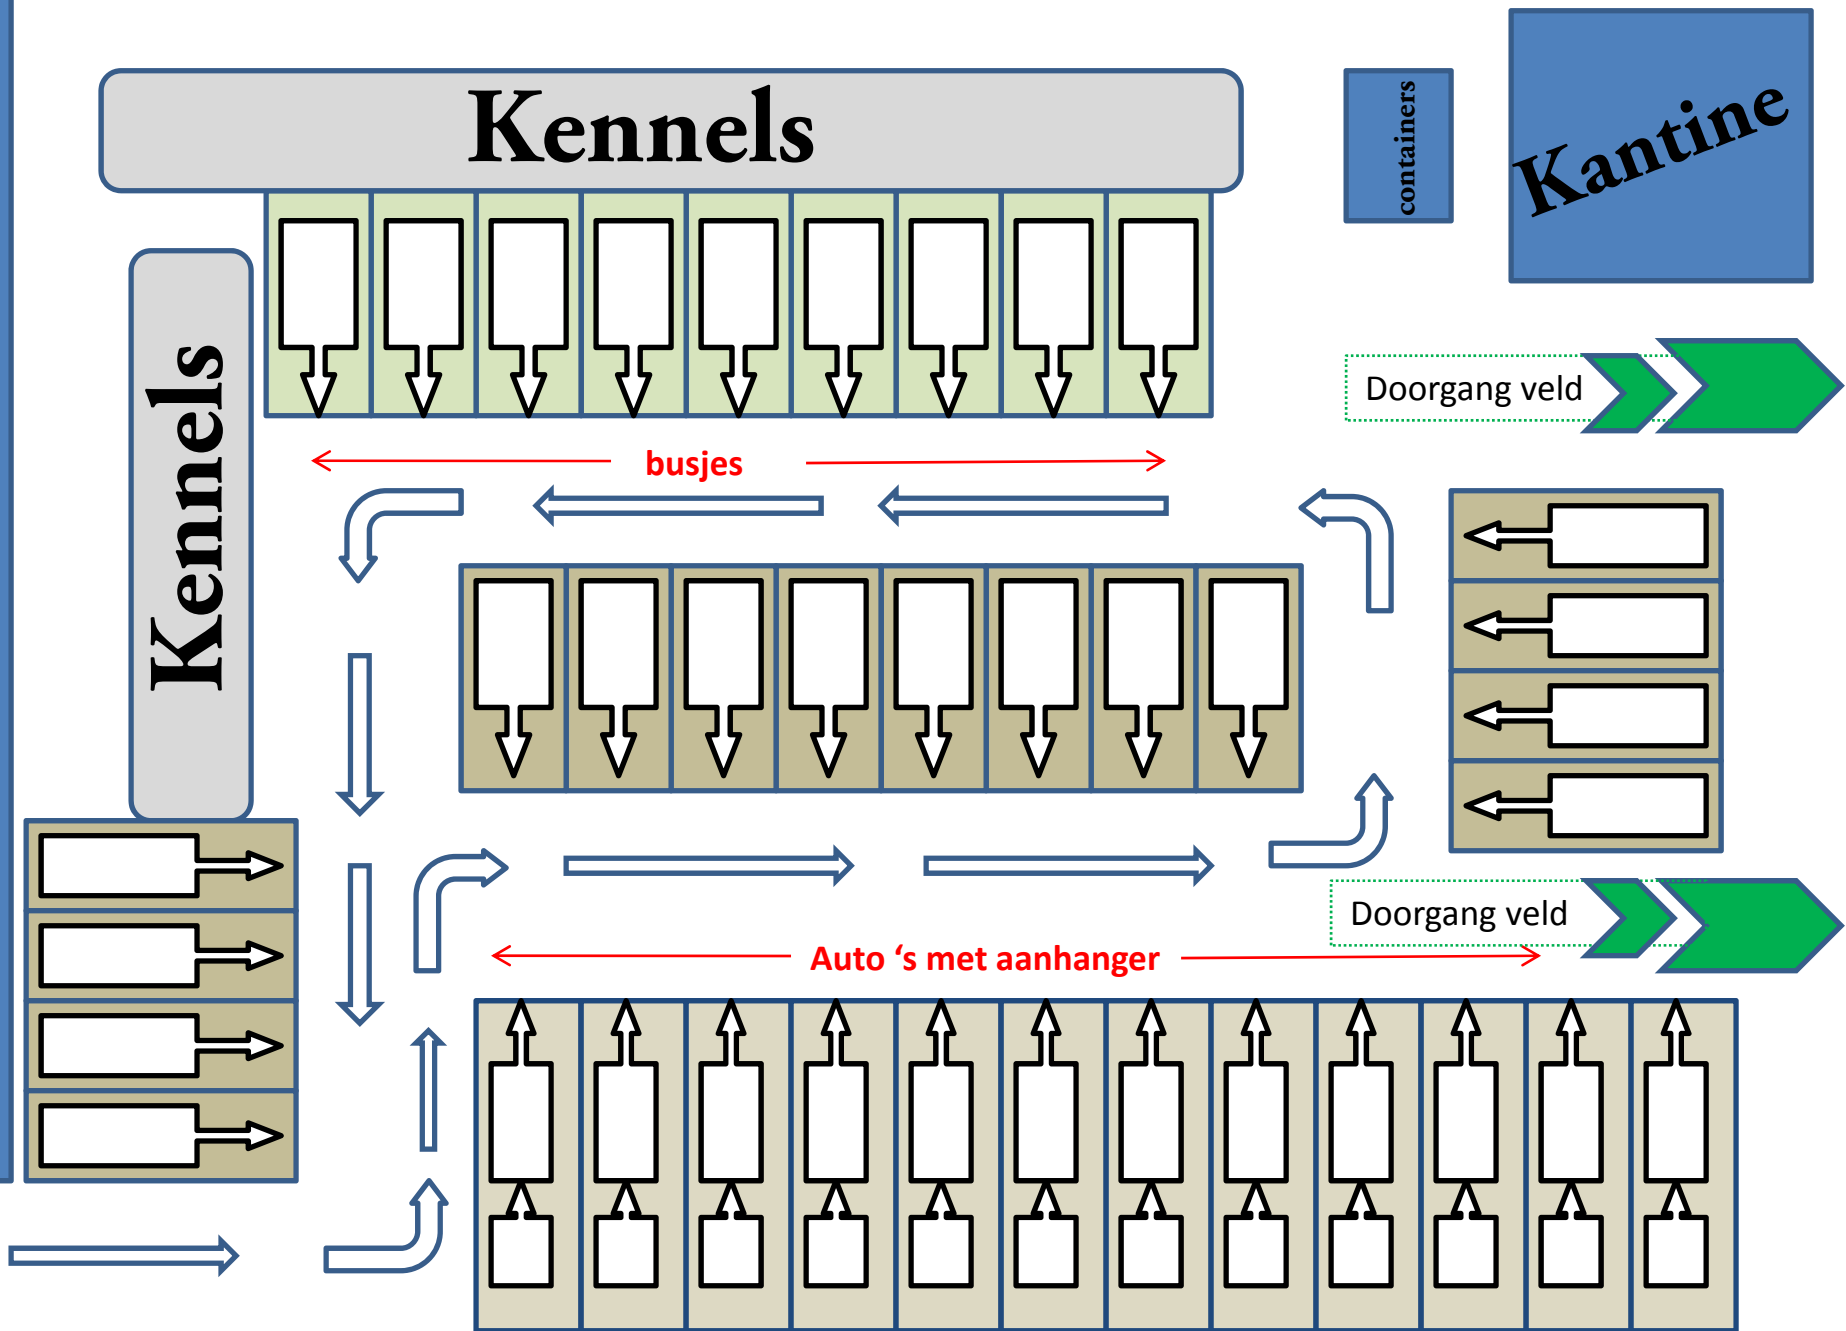 Kennels
containers
Kantine
Kennels
Doorgang veld
busjes
Doorgang veld
Auto ‘s met aanhanger